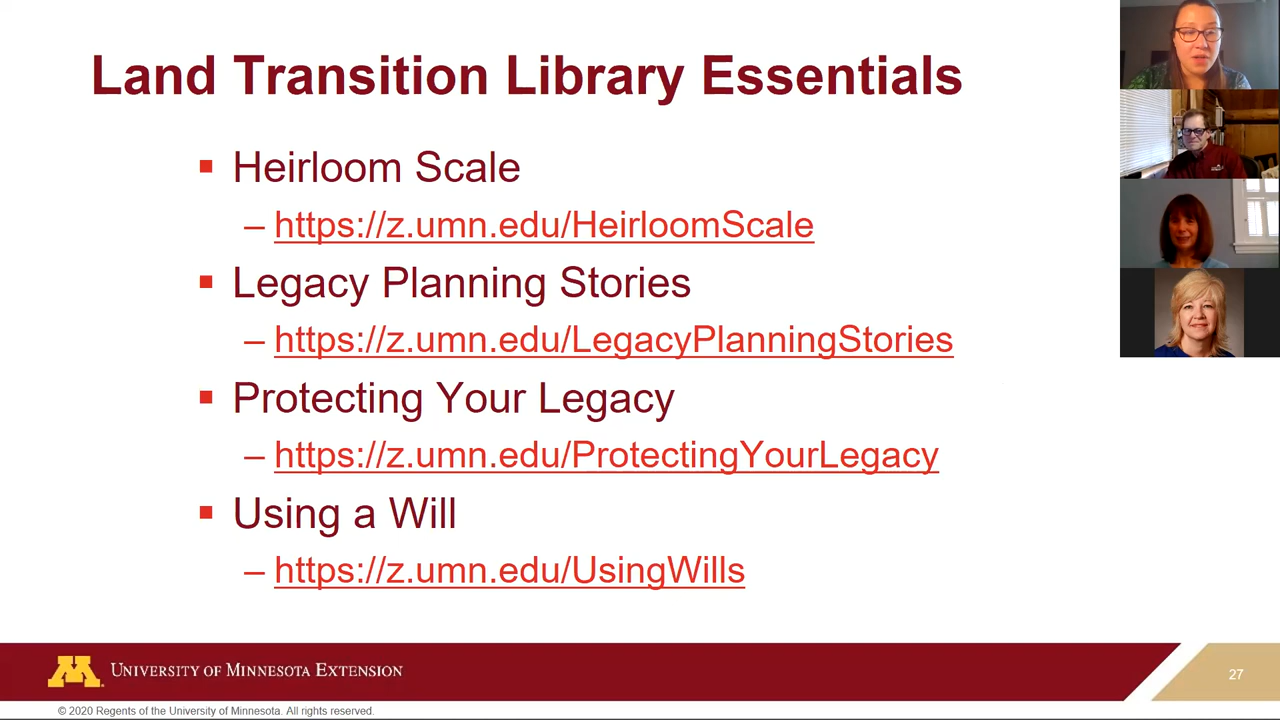 Land Transition Library Essentials
▪ Heirloom Scale
– https://z.umn.edu/HeirloomScale
▪ Legacy Planning Stories
– https://z.umn.edu/LegacyPlanningStories
▪ Protecting Your Legacy
– https://z.umn.edu/ProtectingYourLegacy
▪ Using a Will
– https://z.umn.edu/UsingWills
M UNIVERSITY OF MINNESOTA EXTENSION
27
© 2020 Regents of the University of Minnesota. All rights reserved.